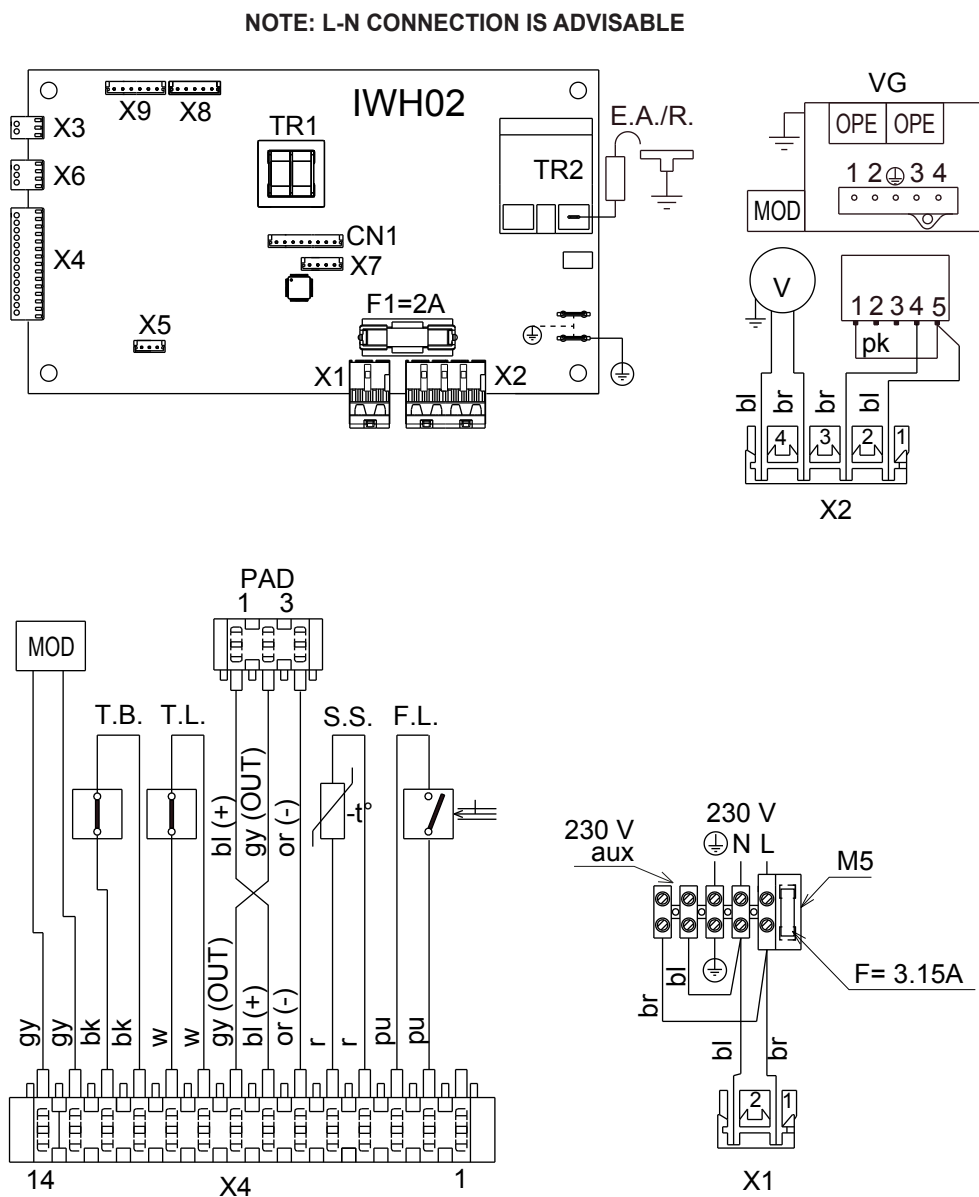 NOTE: L-N CONNECTION IS ADVISABLE
X9 X8
IWH02
X3
TR1
E.A./R.
X6
TR2
CN1
X4
X7
X5
F1=2A
X1
X2
VG
OPE OPE
1 2 3 4
MOD
V
1 2 3 4 5
pk
bl br br bl
4 3 2 1
X2
PAD
1 3
MOD
T.B. T.L. S.S. F.L.
bl (+) gy (OUT) or (-)
-t°
gy gy bk bk w w gy (OUT) bl (+) or (-) r r pu pu
14 1
X4
230 V
aux
230 V
N L
M5
F= 3.15A
br bl
bl br
2 1
X1